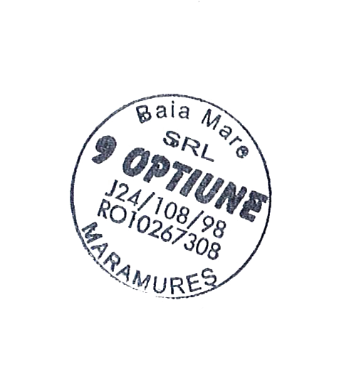 Baia Mare
SRL
9 OPTIUNE
J24/108/98
RO10267308
MARAMURES